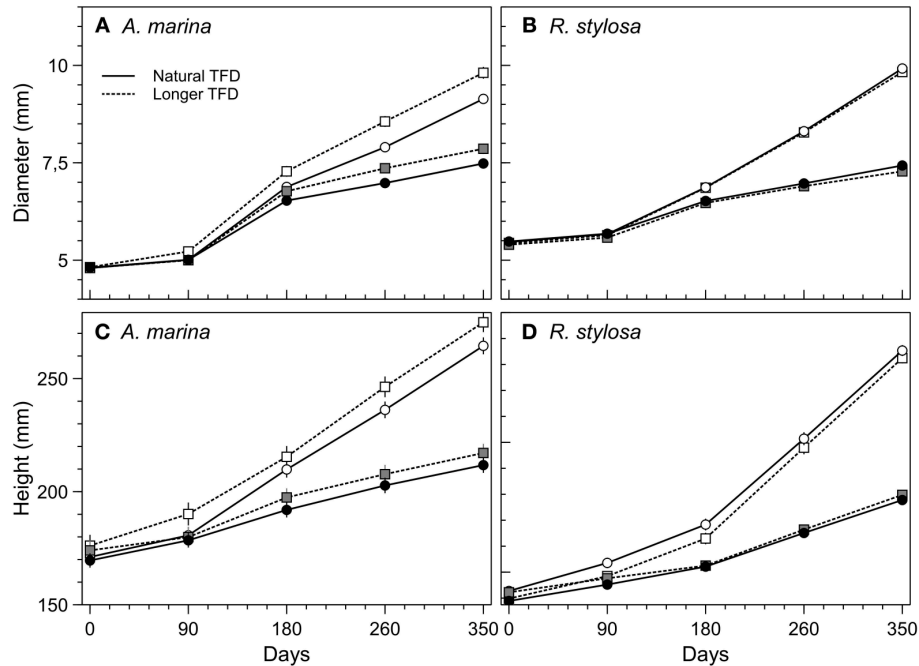 A A. marina
B R. stylosa
Natural TFD
Longer TFD
Diameter (mm)
10
7.5
5
C A. marina
D R. stylosa
Height (mm)
250
200
150
0 90 180 260 350
0 90 180 260 350
Days
Days